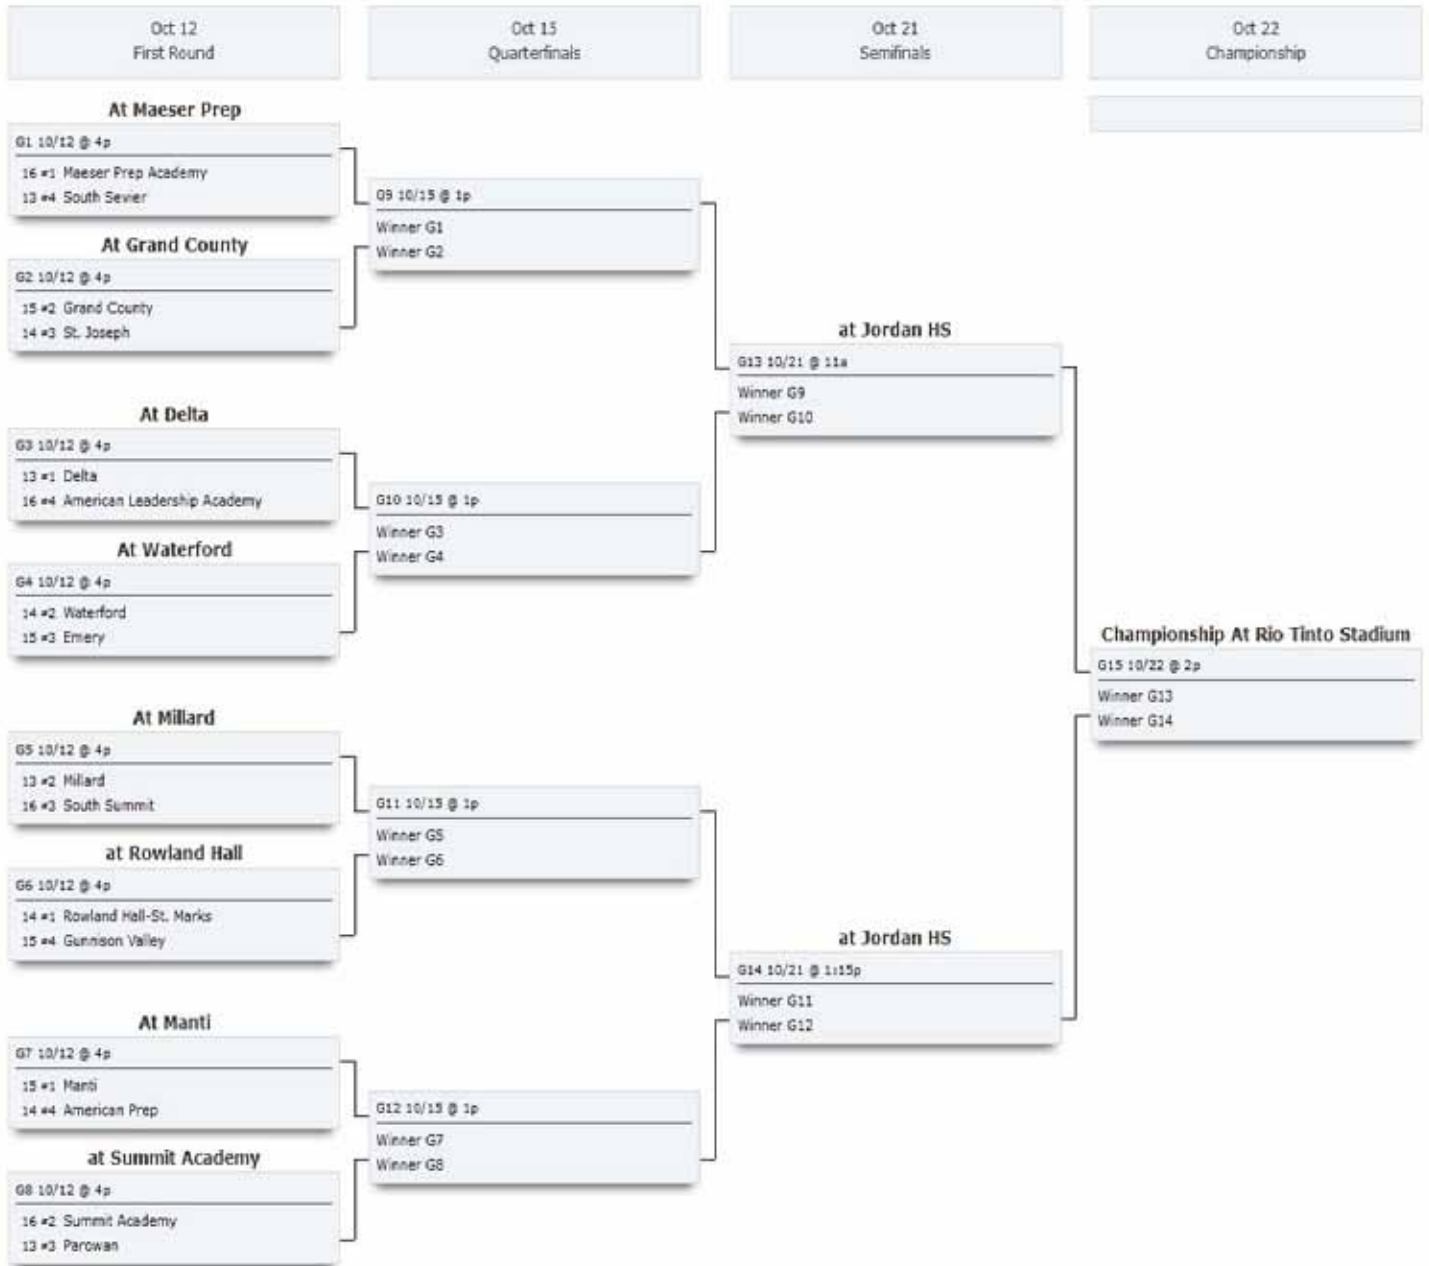 Oct 12
First Round
Oct 15
Quarterfinals
Oct 21
Semifinals
Oct 22
Championship
At Maeser Prep
G1 10/12 @ 4p
16 #1 Maeser Prep Academy
13 #4 South Sevier
At Grand County
G2 10/12 @ 4p
15 #2 Grand County
14 #3 St. Joseph
At Delta
G3 10/12 @ 4p
13 #1 Delta
16 #4 American Leadership Academy
At Waterford
G4 10/12 @ 4p
14 #2 Waterford
15 #3 Emery
At Millard
G5 10/12 @ 4p
13 #2 Millard
16 #3 South Summit
at Rowland Hall
G6 10/12 @ 4p
14 #1 Rowland Hall-St. Marks
15 #4 Gunnison Valley
At Manti
G7 10/12 @ 4p
15 #1 Manti
14 #4 American Prep
at Summit Academy
G8 10/12 @ 4p
16 #2 Summit Academy
13 #3 Parowan
G9 10/15 @ 1p
Winner G1
Winner G2
G10 10/15 @ 1p
Winner G3
Winner G4
G11 10/15 @ 1p
Winner G5
Winner G6
G12 10/15 @ 1p
Winner G7
Winner G8
at Jordan HS
G13 10/21 @ 11a
Winner G9
Winner G10
at Jordan HS
G14 10/21 @ 1:15p
Winner G11
Winner G12
Championship At Rio Tinto Stadium
G15 10/22 @ 2p
Winner G13
Winner G14